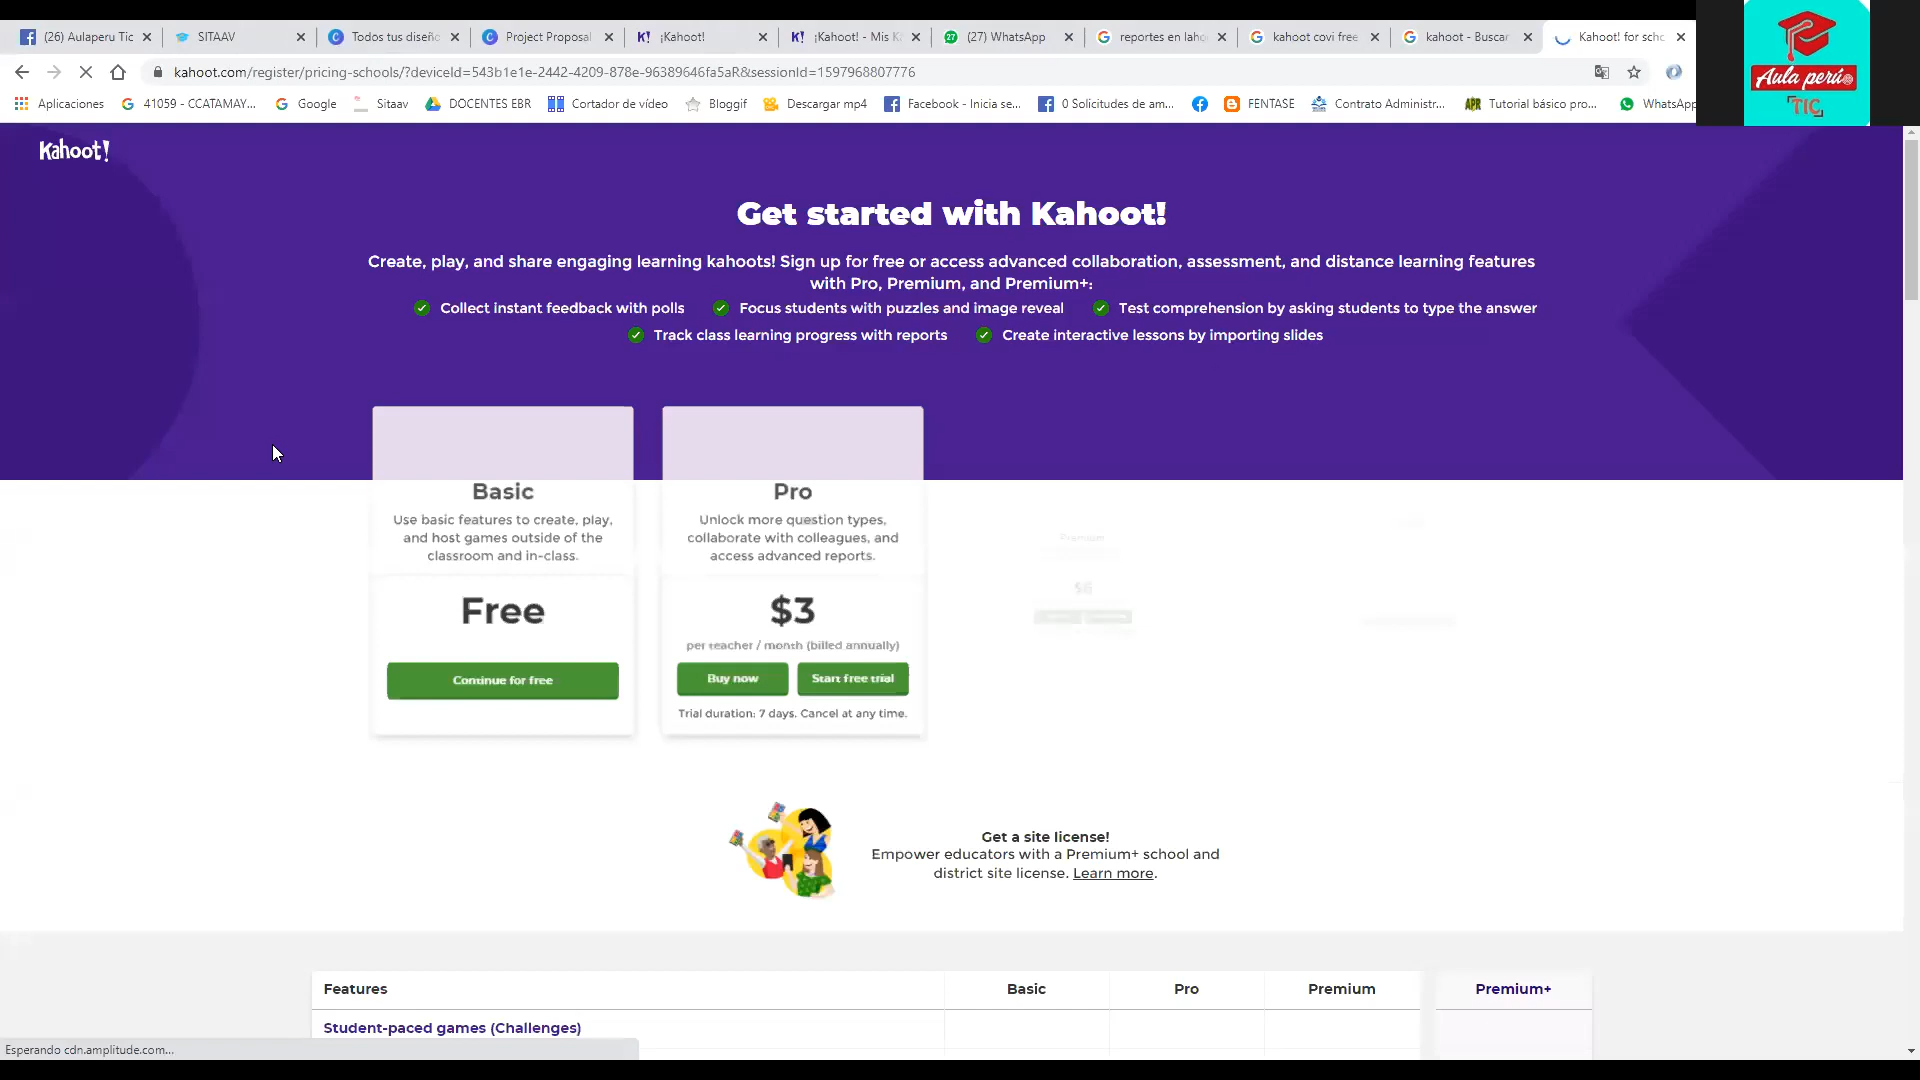 (26) Aulaperu Tic
SITAAV
Todos tus diseño
Project Proposal
K! ¡Kahoot!
K! ¡Kahoot! - Mis K
27 (27) WhatsApp
reportes en laho
kahoot covi free
kahoot - Buscar
Kahoot! for scho
kahoot.com/register/pricing-schools/?deviceId=543b1e1e-2442-4209-878e-96389646fa5aR&sessionId=1597968807776
Aplicaciones
41059 - CCATAMAY...
Google
Sitaav
DOCENTES EBR
Cortador de vídeo
Bloggif
Descargar mp4
Facebook - Inicia se...
0 Solicitudes de am...
FENTASE
Contrato Administr...
APR Tutorial básico pro...
WhatsApp
Aula perú
TIC
Kahoot!
Get started with Kahoot!
Create, play, and share engaging learning kahoots! Sign up for free or access advanced collaboration, assessment, and distance learning features
with Pro, Premium, and Premium+:
Collect instant feedback with polls
Focus students with puzzles and image reveal
Test comprehension by asking students to type the answer
Track class learning progress with reports
Create interactive lessons by importing slides
Basic
Use basic features to create, play,
and host games outside of the
classroom and in-class.
Free
Continue for free
Pro
Unlock more question types,
collaborate with colleagues, and
access advanced reports.
$3
per teacher / month (billed annually)
Buy now
Start free trial
Trial duration: 7 days. Cancel at any time.
Premium
$6
Get a site license!
Empower educators with a Premium+ school and
district site license. Learn more.
Features
Basic
Pro
Premium
Premium+
Student-paced games (Challenges)
Esperando cdn.amplitude.com...